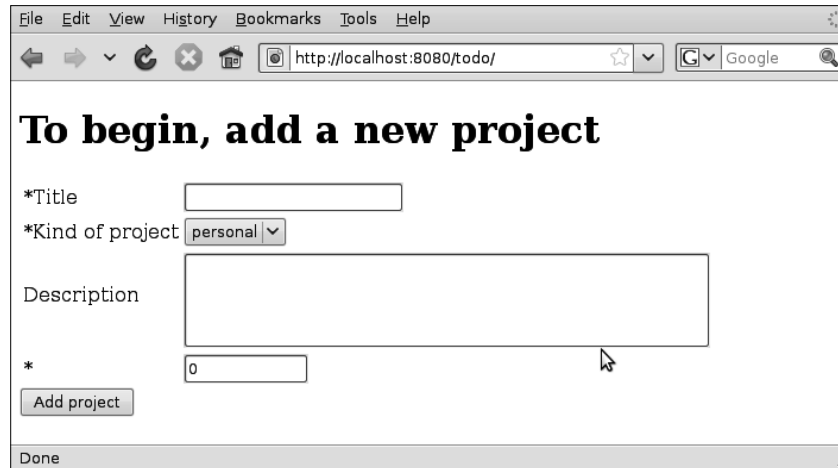 File Edit View History Bookmarks Tools Help
http://localhost:8080/todo/ G Google
To begin, add a new project
*Title
*Kind of project personal
Description
* 0
Add project
Done